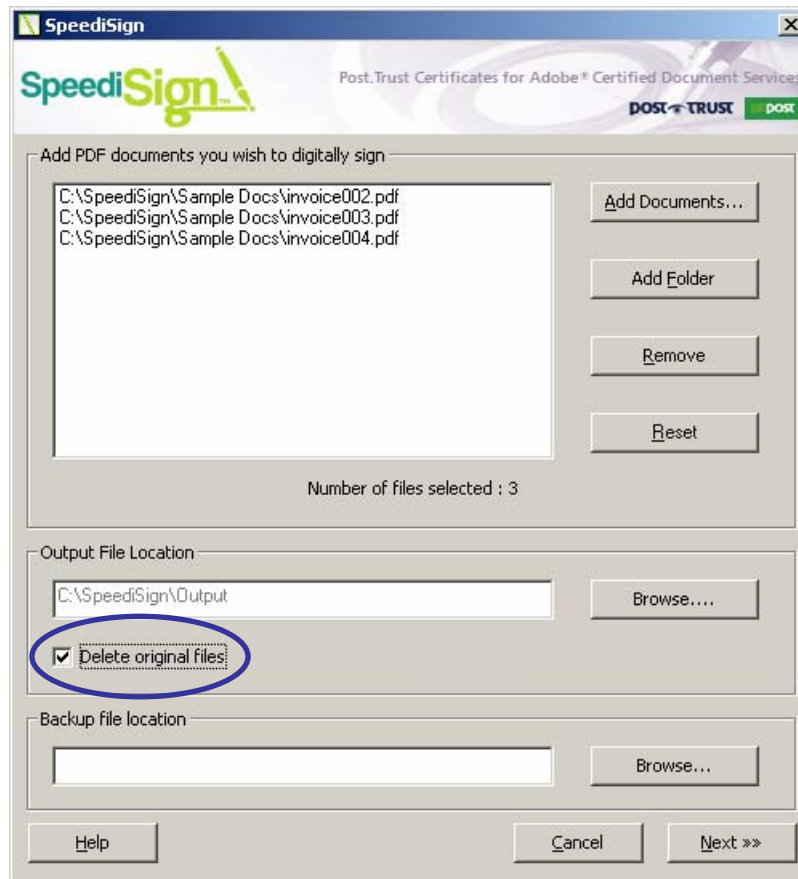 SpeediSign
SpeediSign™
Post.Trust Certificates for Adobe® Certified Document Services
POST TRUST
post
Add PDF documents you wish to digitally sign
C:\SpeediSign\Sample Docs\invoice002.pdf
C:\SpeediSign\Sample Docs\invoice003.pdf
C:\SpeediSign\Sample Docs\invoice004.pdf
Add Documents...
Add Folder
Remove
Reset
Number of files selected : 3
Output File Location
C:\SpeediSign\Output
Browse....
Delete original files
Backup file location
Browse...
Help
Cancel
Next »»